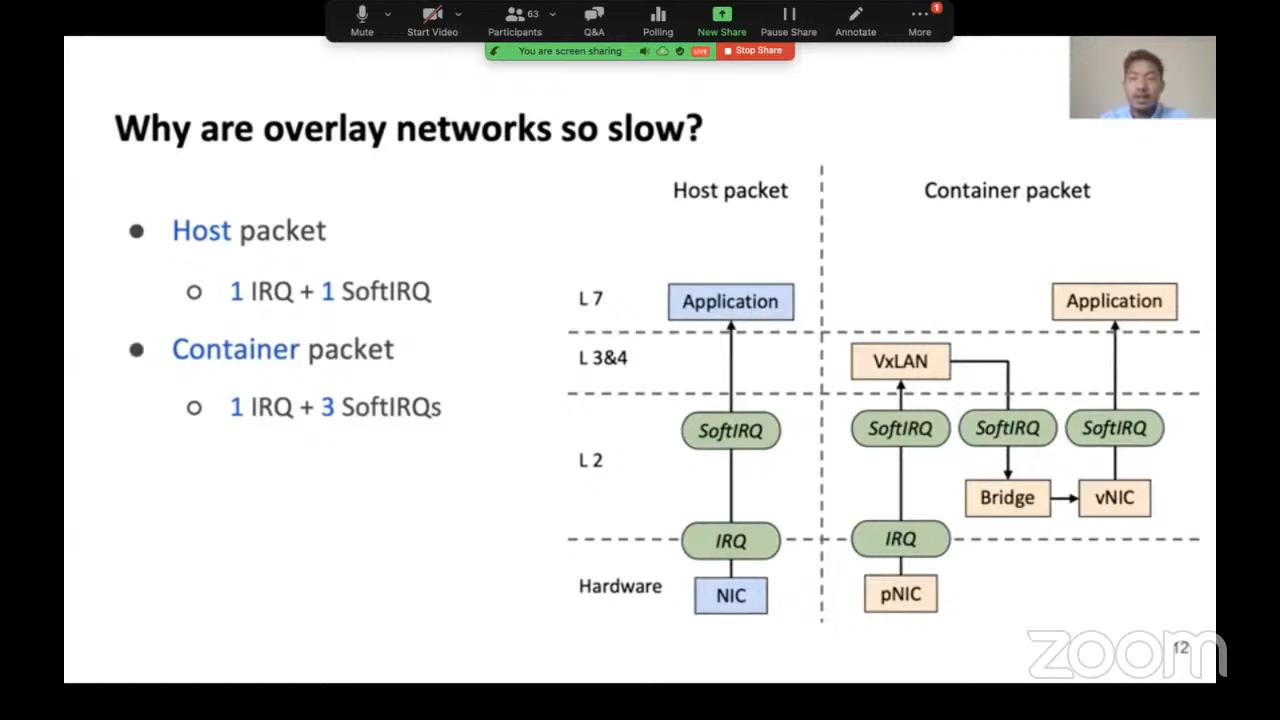 Mute
Start Video
63
Participants
Q&A
Polling
New Share
Pause Share
Annotate
1
More
You are screen sharing
LIVE
Stop Share
Why are overlay networks so slow?
Host packet
Container packet
● Host packet
○ 1 IRQ + 1 SoftIRQ
● Container packet
○ 1 IRQ + 3 SoftIRQs
L 7
Application
Application
L 3&4
VxLAN
SoftIRQ
SoftIRQ
SoftIRQ
SoftIRQ
L 2
Bridge
vNIC
IRQ
IRQ
Hardware
NIC
pNIC
12
zoom